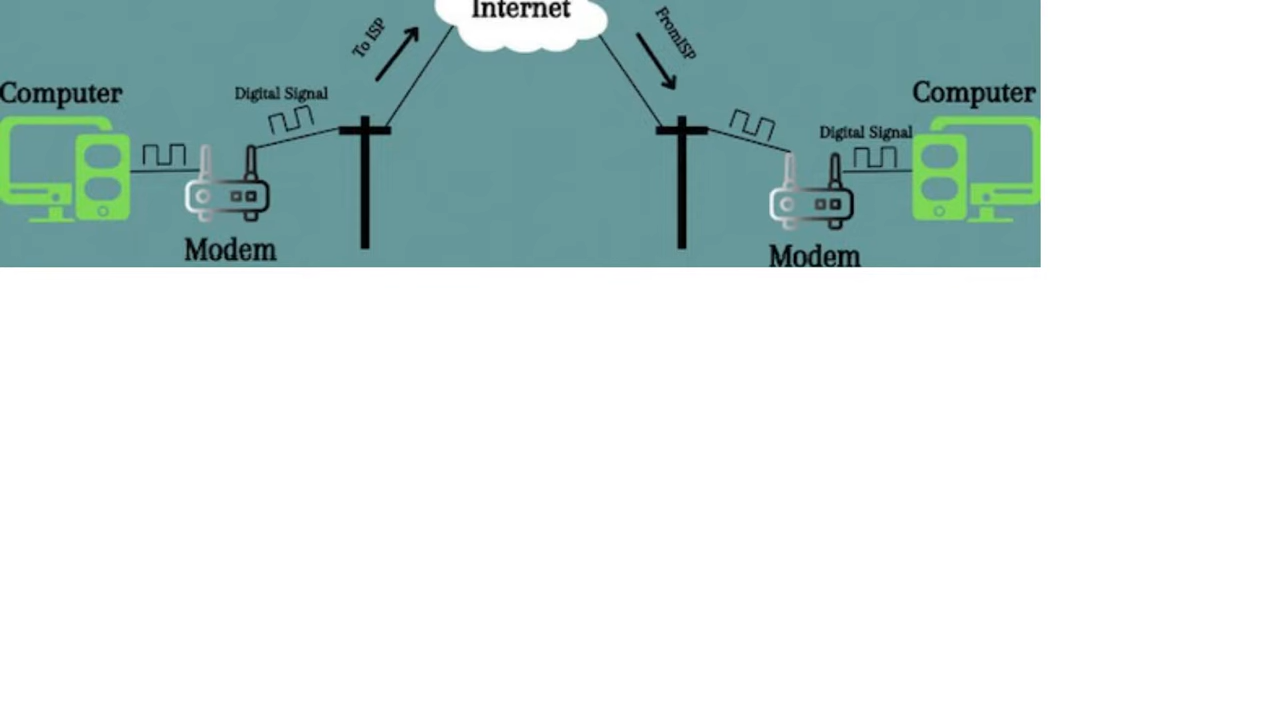 Internet
To ISP
FromISP
Computer
Digital Signal
Computer
Digital Signal
Modem
Modem